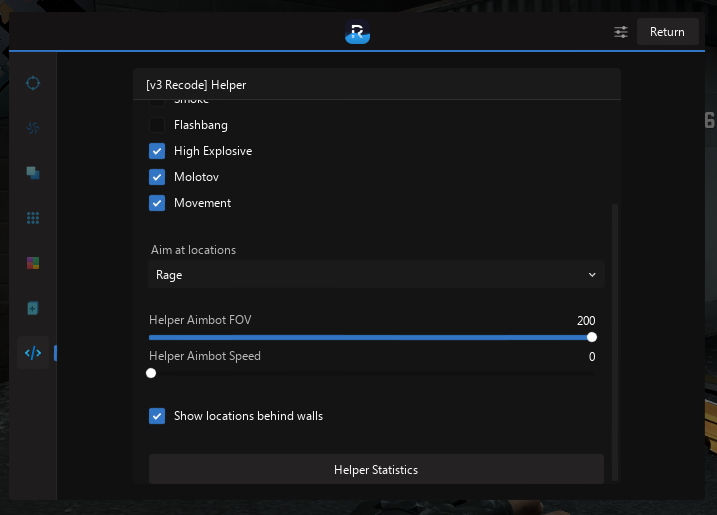 R
Return
[v3 Recode] Helper
Smoke
Flashbang
High Explosive
Molotov
Movement
Aim at locations
Rage
Helper Aimbot FOV
200
Helper Aimbot Speed
0
</>
Show locations behind walls
Helper Statistics
6